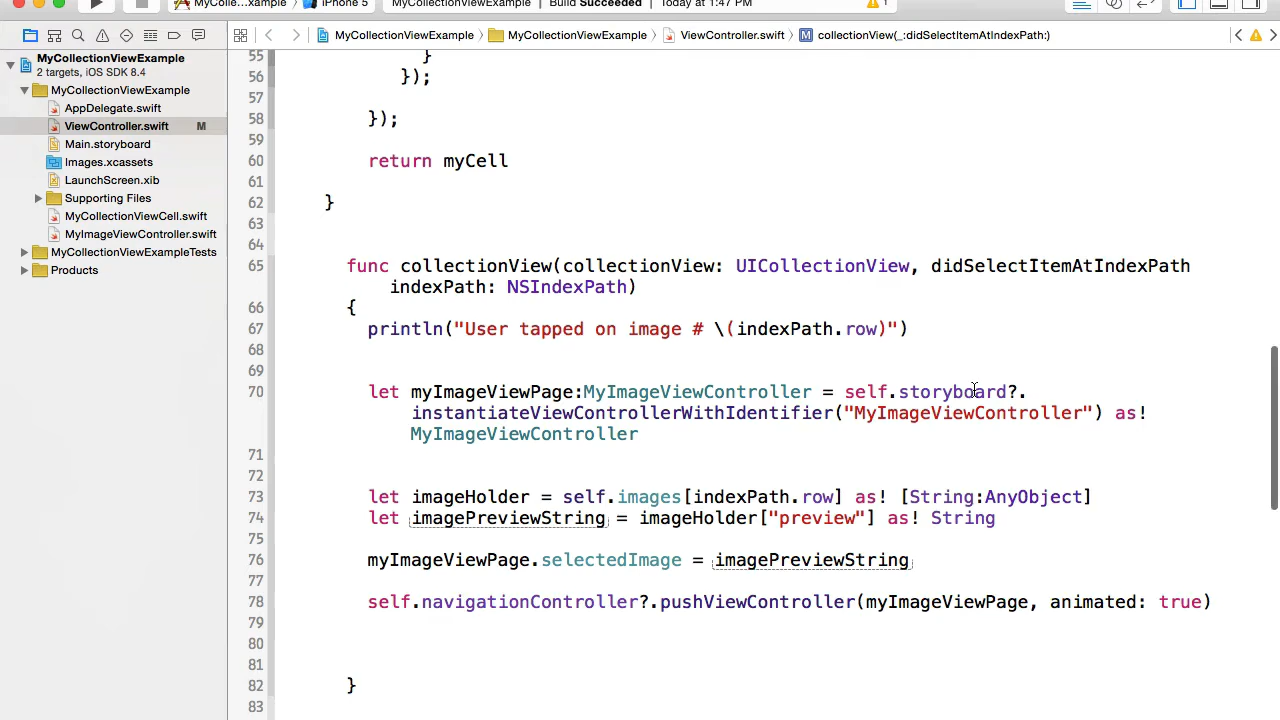 MyColle...xample iPhone 5 MyCollectionViewExample Build Succeeded Today at 1:47 PM 1
MyCollectionViewExample MyCollectionViewExample ViewController.swift M collectionView(_:didSelectItemAtIndexPath:)
MyCollectionViewExample
2 targets, iOS SDK 8.4
MyCollectionViewExample
AppDelegate.swift
ViewController.swift M
Main.storyboard
Images.xcassets
LaunchScreen.xib
Supporting Files
MyCollectionViewCell.swift
MyImageViewController.swift
MyCollectionViewExampleTests
Products
55 }
56 });
57
58 });
59
60 return myCell
61
62 }
63
64
65 func collectionView(collectionView: UICollectionView, didSelectItemAtIndexPath
indexPath: NSIndexPath)
66 {
67 println("User tapped on image # \(indexPath.row)")
68
69
70 let myImageViewPage:MyImageViewController = self.storyboard?.
instantiateViewControllerWithIdentifier("MyImageViewController") as!
MyImageViewController
71
72
73 let imageHolder = self.images[indexPath.row] as! [String:AnyObject]
74 let imagePreviewString = imageHolder["preview"] as! String
75
76 myImageViewPage.selectedImage = imagePreviewString
77
78 self.navigationController?.pushViewController(myImageViewPage, animated: true)
79
80
81
82 }
83